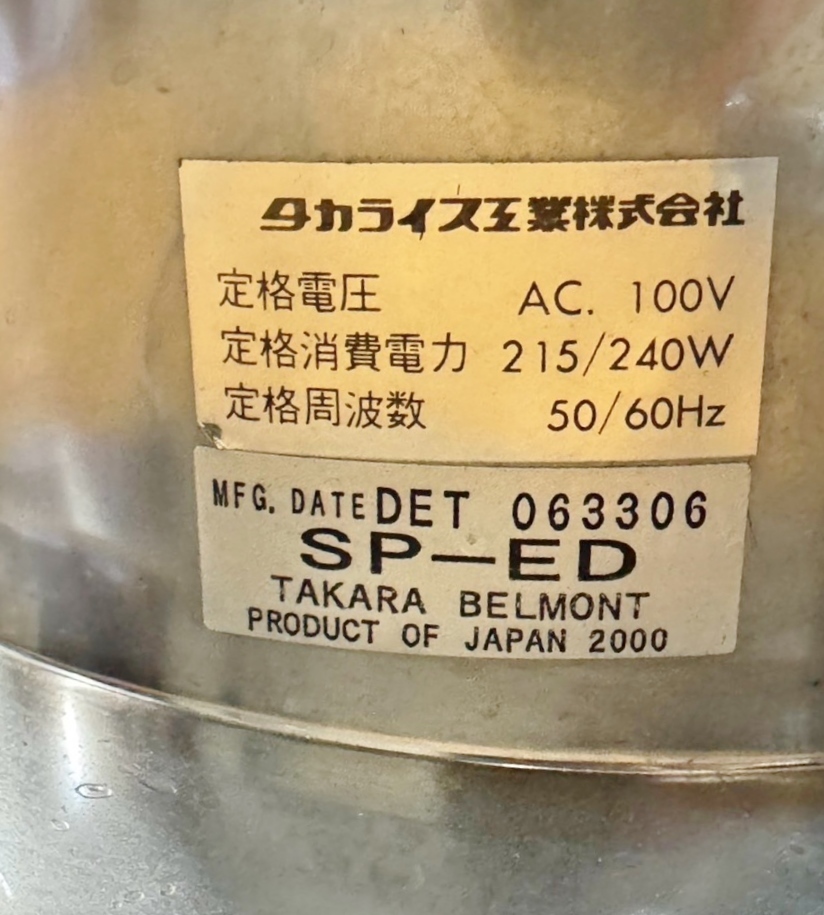 タカライス工業株式会社
定格電圧 AC. 100V
定格消費電力 215/240W
定格周波数 50/60Hz
MFG. DATE DET 063306
SP-ED
TAKARA BELMONT
PRODUCT OF JAPAN 2000